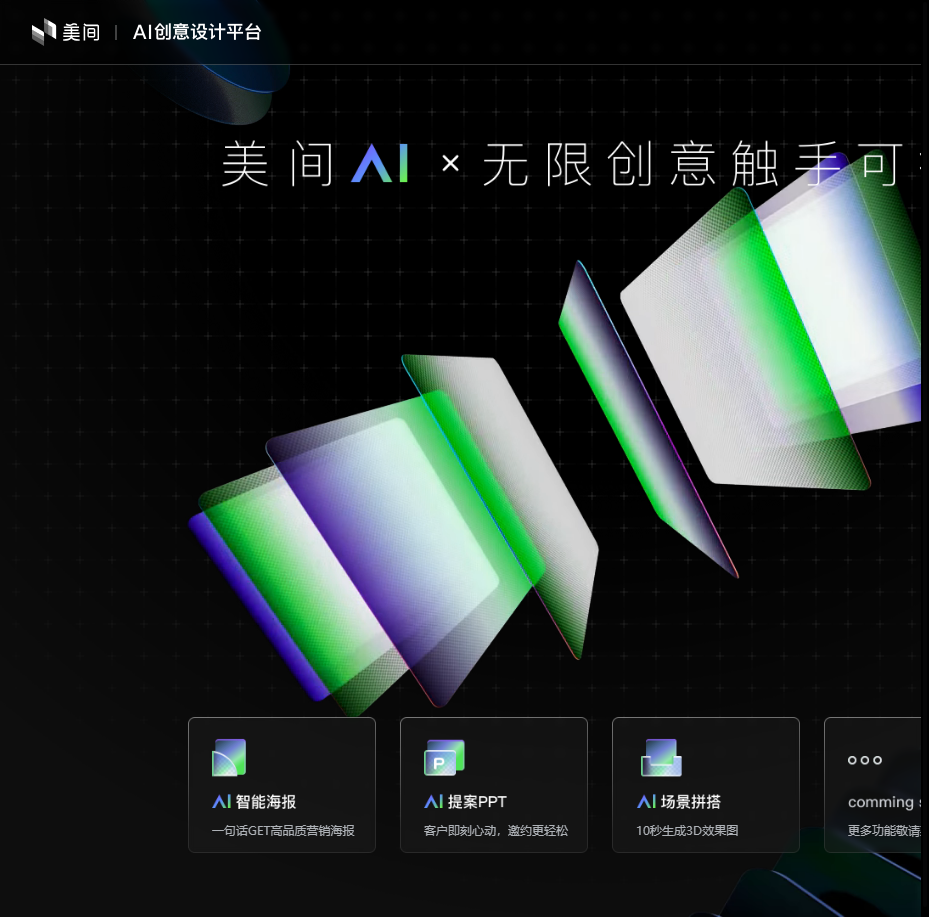 美间 | AI创意设计平台
美间AI × 无限创意触手可
AI 智能海报
一句话GET高品质营销海报
AI 提案PPT
P
客户即刻心动，邀约更轻松
AI 场景拼搭
10秒生成3D效果图
comming
更多功能敬请